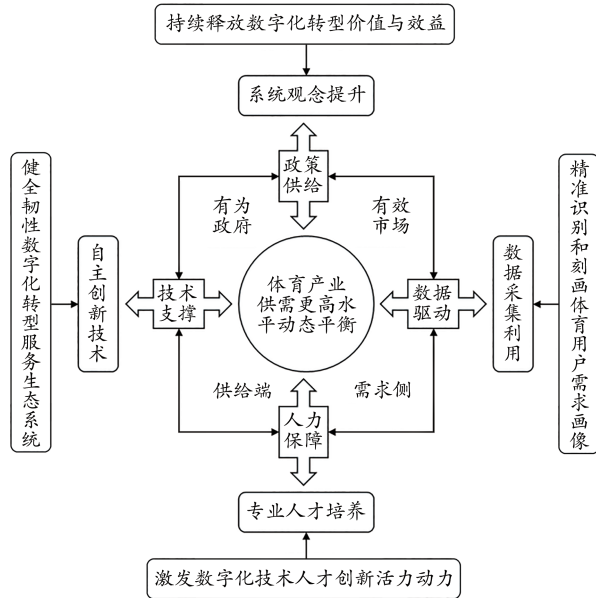 持续释放数字化转型价值与效益
系统观念提升
政策
供给
有为
政府
有效
市场
健全韧性数字化转型服务生态系统
自主创新技术
技术
支撑
体育产业
供需更高水
平动态平衡
数据
驱动
数据采集利用
精准识别和刻画体育用户需求画像
供给端
需求侧
人力
保障
专业人才培养
激发数字化技术人才创新活力动力